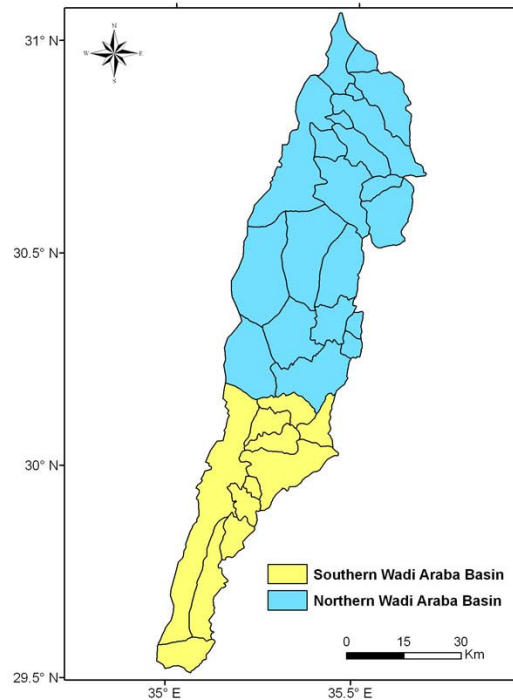 31° N
N
W E
S
30.5° N
30° N
Southern Wadi Araba Basin
Northern Wadi Araba Basin
0 15 30
Km
29.5° N
35° E 35.5° E